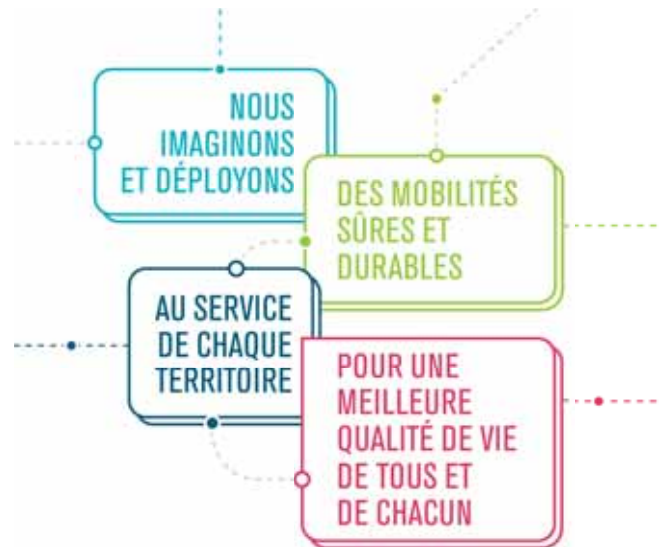 NOUS
IMAGINONS
ET DÉPLOYONS
DES MOBILITÉS
SÛRES ET
DURABLES
AU SERVICE
DE CHAQUE
TERRITOIRE
POUR UNE
MEILLEURE
QUALITÉ DE VIE
DE TOUS ET
DE CHACUN